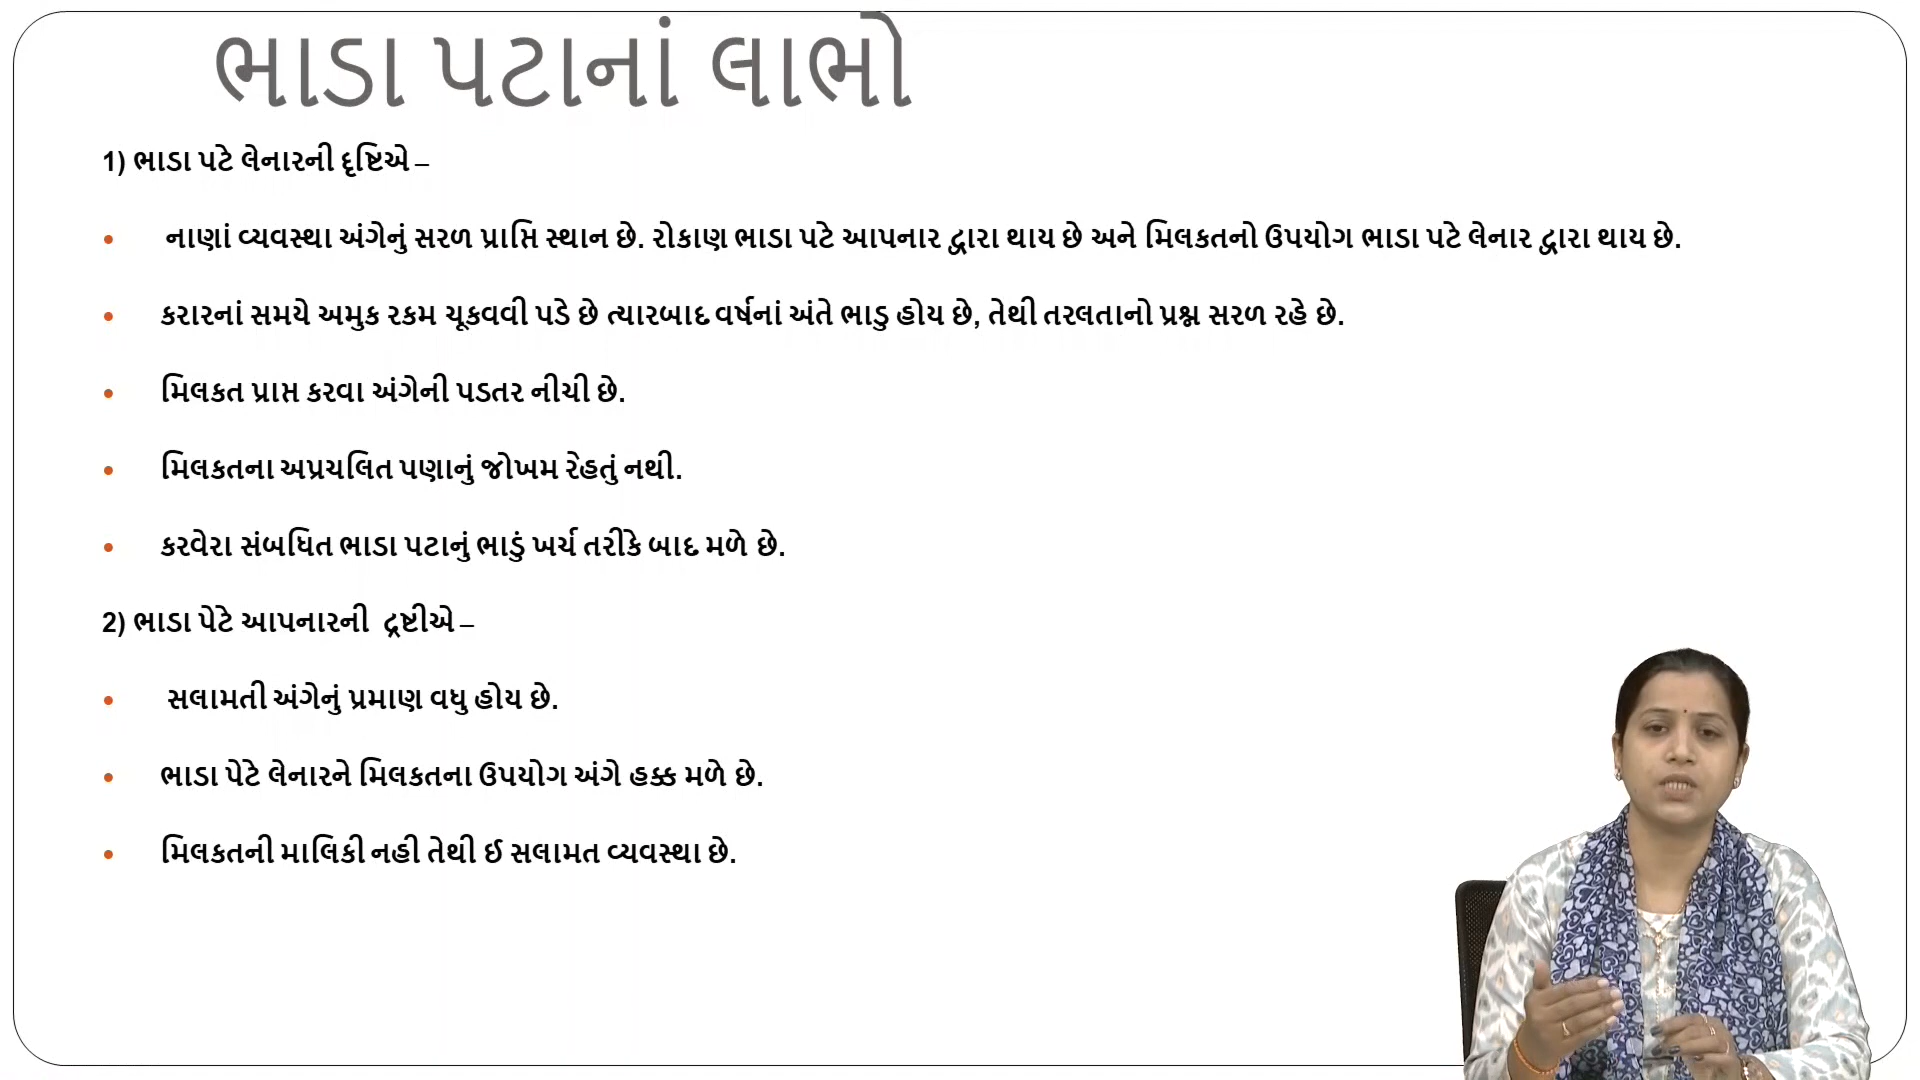 ભાડા પટાનાં લાભો
1) ભાડા પટે લેનારની દૃષ્ટિએ –
• નાણાં વ્યવસ્થા અંગેનું સરળ પ્રાપ્તિ સ્થાન છે. રોકાણ ભાડા પટે આપનાર દ્વારા થાય છે અને મિલકતનો ઉપયોગ ભાડા પટે લેનાર દ્વારા થાય છે.
• કરારનાં સમયે અમુક રકમ ચૂકવવી પડે છે ત્યારબાદ વર્ષનાં અંતે ભાડુ હોય છે, તેથી તરલતાનો પ્રશ્ન સરળ રહે છે.
• મિલકત પ્રાપ્ત કરવા અંગેની પડતર નીચી છે.
• મિલકતના અપ્રચલિત પણાનું જોખમ રેહતું નથી.
• કરવેરા સંબધિત ભાડા પટાનું ભાડું ખર્ચ તરીકે બાદ મળે છે.
2) ભાડા પેટે આપનારની દ્રષ્ટીએ –
• સલામતી અંગેનું પ્રમાણ વધુ હોય છે.
• ભાડા પેટે લેનારને મિલકતના ઉપયોગ અંગે હક્ક મળે છે.
• મિલકતની માલિકી નહી તેથી ઈ સલામત વ્યવસ્થા છે.